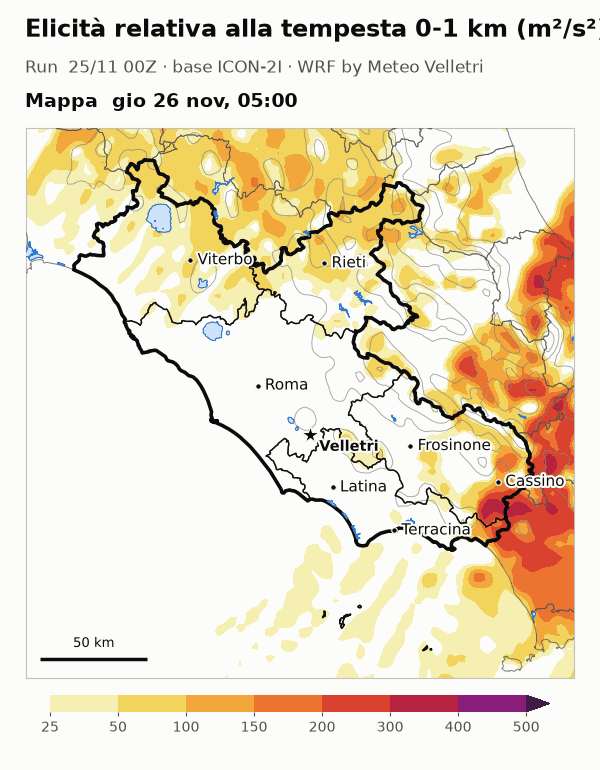 Elicità relativa alla tempesta 0-1 km (m²/s²)
Run 25/11 00Z · base ICON-2I · WRF by Meteo Velletri
Mappa gio 26 nov, 05:00
Viterbo
Rieti
Roma
Velletri
Frosinone
Cassino
Latina
Terracina
50 km
25 50 100 150 200 300 400 500